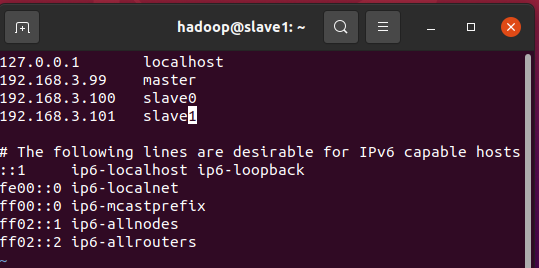 hadoop@slave1: ~
127.0.0.1 localhost
192.168.3.99 master
192.168.3.100 slave0
192.168.3.101 slave1
# The following lines are desirable for IPv6 capable hosts
::1 ip6-localhost ip6-loopback
fe00::0 ip6-localnet
ff00::0 ip6-mcastprefix
ff02::1 ip6-allnodes
ff02::2 ip6-allrouters
~